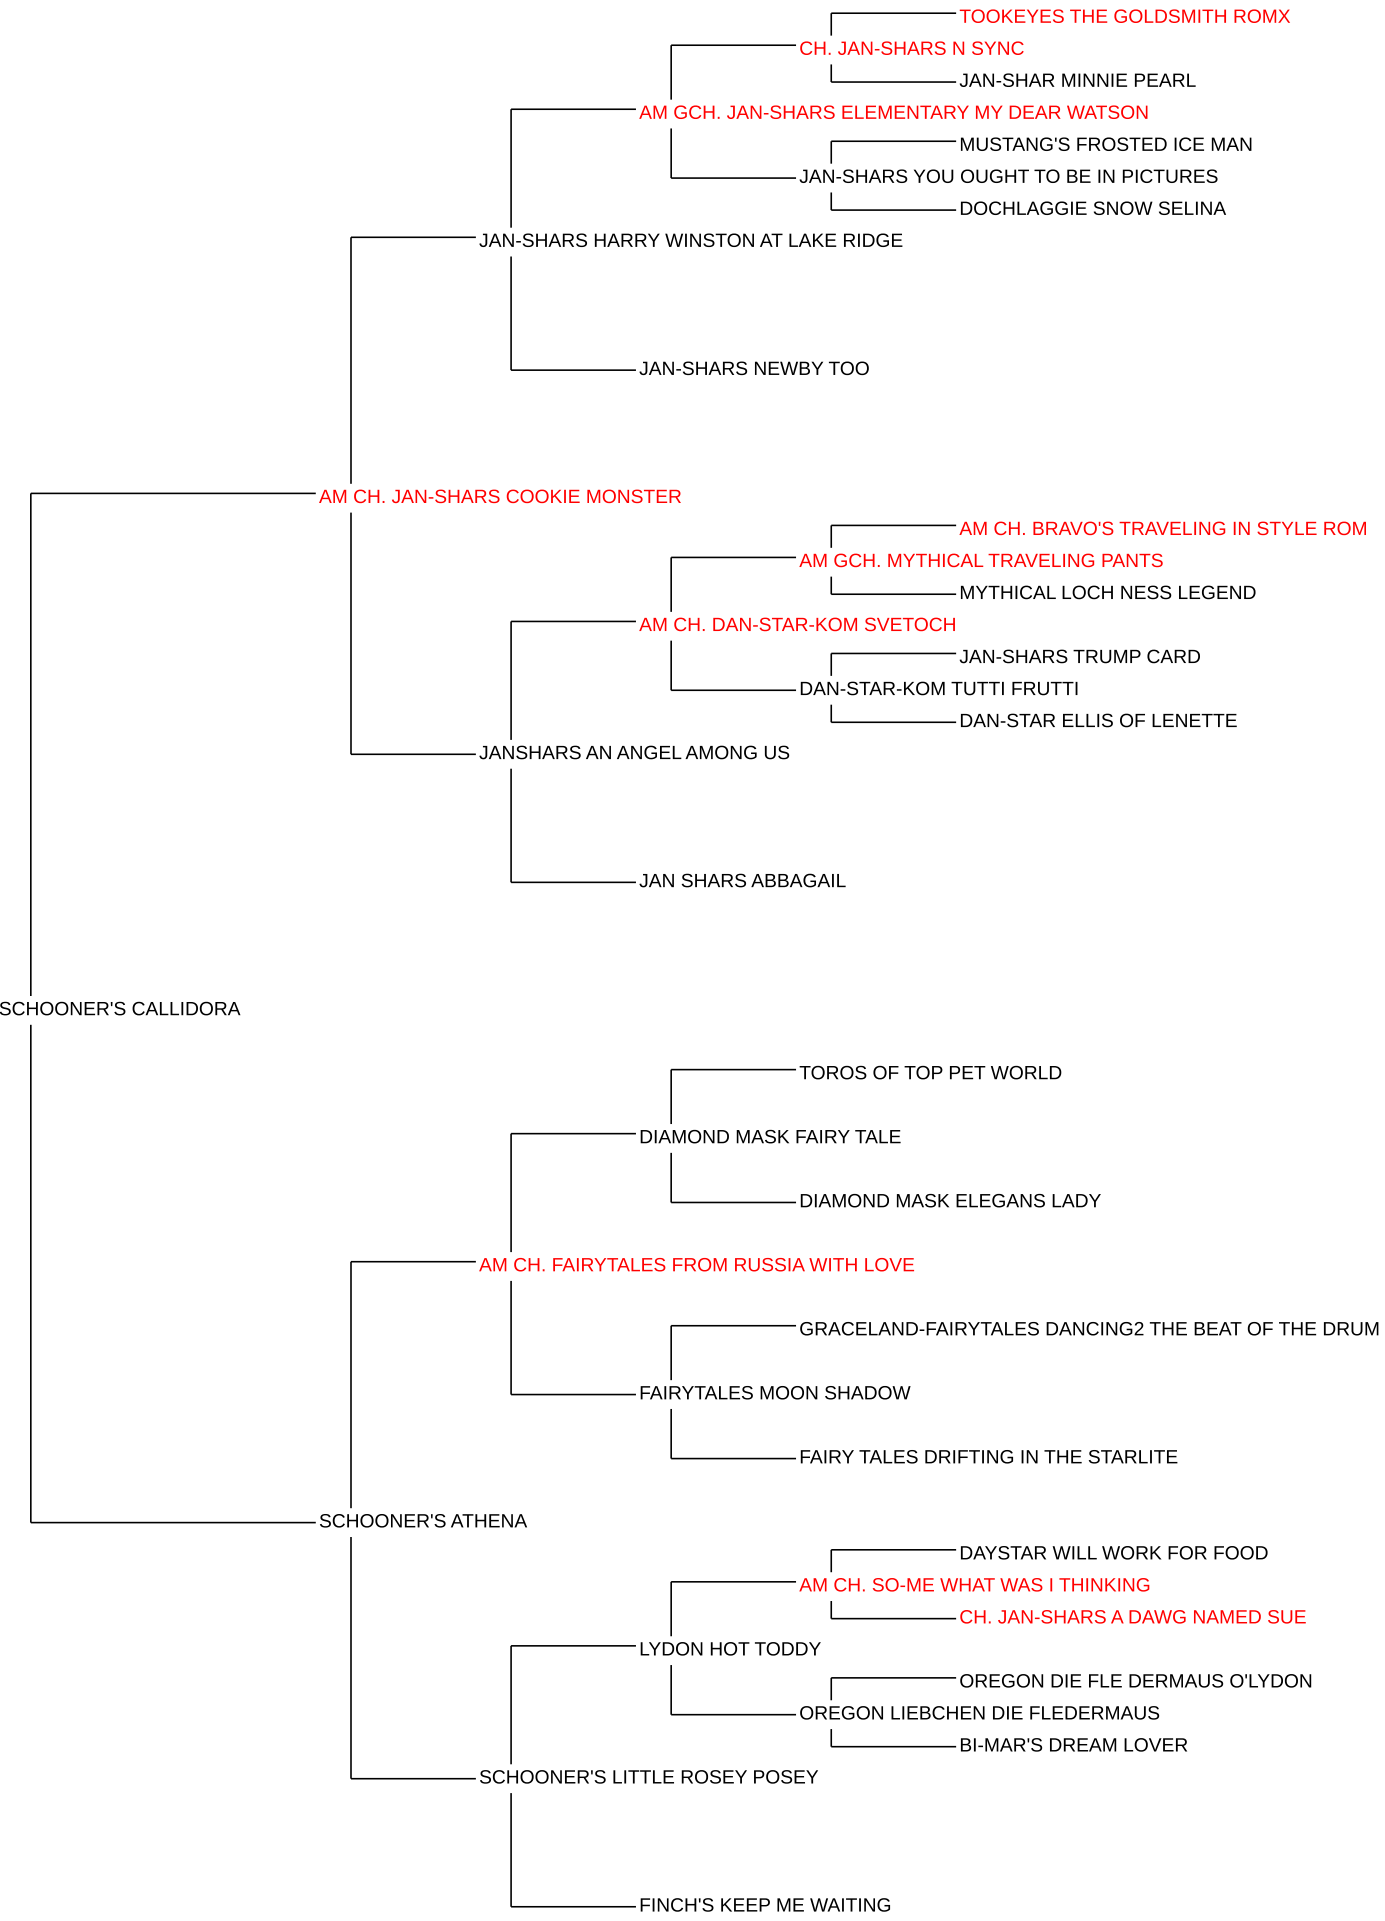 TOOKEYES THE GOLDSMITH ROMX
CH. JAN-SHARS N SYNC
JAN-SHAR MINNIE PEARL
AM GCH. JAN-SHARS ELEMENTARY MY DEAR WATSON
MUSTANG'S FROSTED ICE MAN
JAN-SHARS YOU OUGHT TO BE IN PICTURES
DOCHLAGGIE SNOW SELINA
JAN-SHARS HARRY WINSTON AT LAKE RIDGE
JAN-SHARS NEWBY TOO
AM CH. JAN-SHARS COOKIE MONSTER
AM CH. BRAVO'S TRAVELING IN STYLE ROM
AM GCH. MYTHICAL TRAVELING PANTS
MYTHICAL LOCH NESS LEGEND
AM CH. DAN-STAR-KOM SVETOCH
JAN-SHARS TRUMP CARD
DAN-STAR-KOM TUTTI FRUTTI
DAN-STAR ELLIS OF LENETTE
JANSHARS AN ANGEL AMONG US
JAN SHARS ABBAGAIL
SCHOONER'S CALLIDORA
TOROS OF TOP PET WORLD
DIAMOND MASK FAIRY TALE
DIAMOND MASK ELEGANS LADY
AM CH. FAIRYTALES FROM RUSSIA WITH LOVE
GRACELAND-FAIRYTALES DANCING2 THE BEAT OF THE DRUM
FAIRYTALES MOON SHADOW
FAIRY TALES DRIFTING IN THE STARLITE
SCHOONER'S ATHENA
DAYSTAR WILL WORK FOR FOOD
AM CH. SO-ME WHAT WAS I THINKING
CH. JAN-SHARS A DAWG NAMED SUE
LYDON HOT TODDY
OREGON DIE FLE DERMAUS O'LYDON
OREGON LIEBCHEN DIE FLEDERMAUS
BI-MAR'S DREAM LOVER
SCHOONER'S LITTLE ROSEY POSEY
FINCH'S KEEP ME WAITING